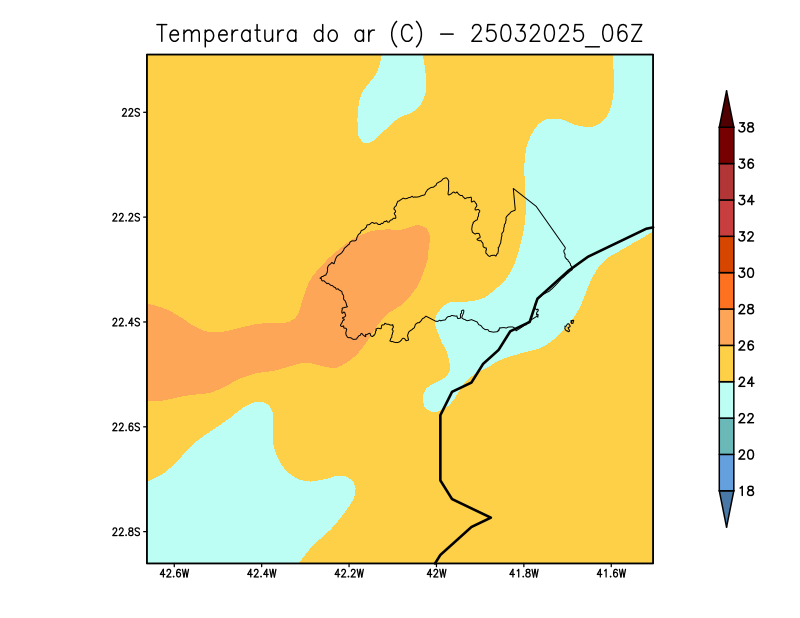 Temperatura do ar (C) - 25032025_06Z
22S
22.2S
22.4S
22.6S
22.8S
42.6W
42.4W
42.2W
42W
41.8W
41.6W
38
36
34
32
30
28
26
24
22
20
18